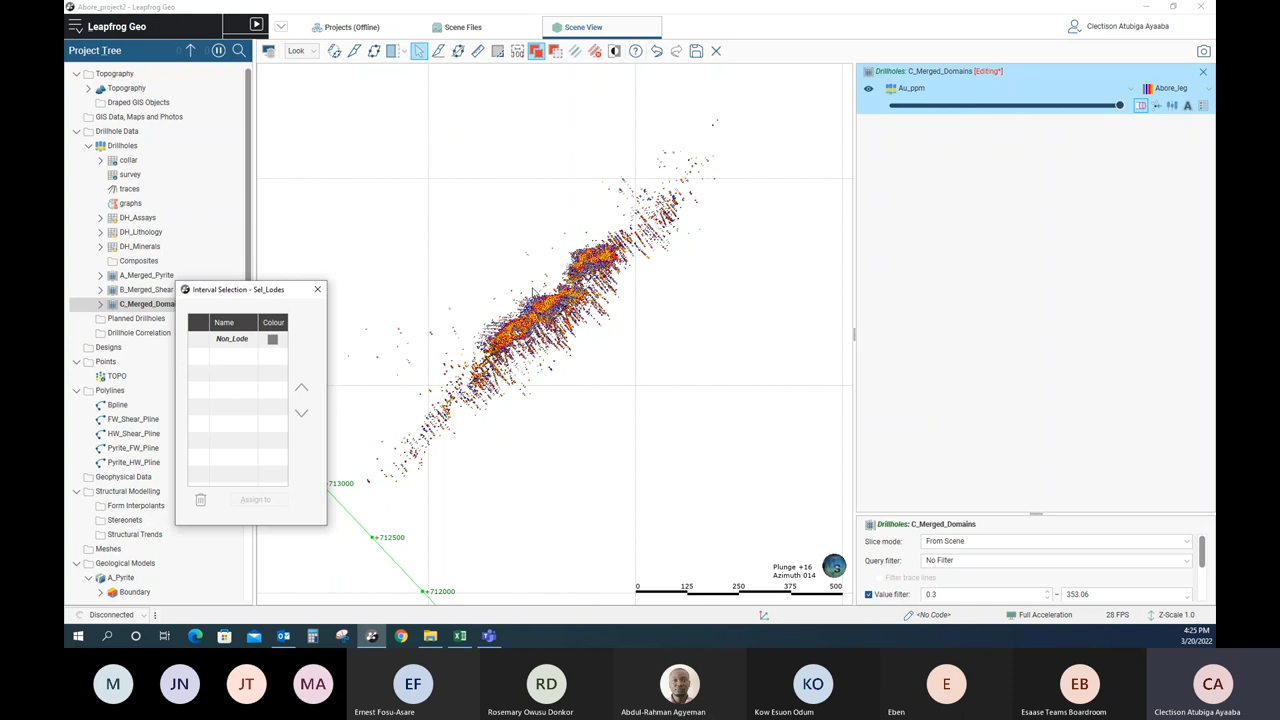 Abore_project2 - Leapfrog Geo
Leapfrog Geo
Projects (Offline)
Scene Files
Scene View
Clectison Atubiga Ayaaba
Project Tree
0
0
Look
Topography
Topography
Draped GIS Objects
GIS Data, Maps and Photos
Drillhole Data
Drillholes
collar
survey
traces
graphs
DH_Assays
DH_Lithology
DH_Minerals
Composites
A_Merged_Pyrite
B_Merged_Shear
C_Merged_Domai
Planned Drillholes
Drillhole Correlation
Designs
Points
TOPO
Polylines
Bpline
FW_Shear_Pline
HW_Shear_Pline
Pyrite_FW_Pline
Pyrite_HW_Pline
Geophysical Data
Structural Modelling
Form Interpolants
Stereonets
Structural Trends
Meshes
Geological Models
A_Pyrite
Boundary
Interval Selection - Sel_Lodes
Name
Colour
Non_Lode
Assign to
+713000
+712500
+712000
Plunge +16
Azimuth 014
0 125 250 375 500
Drillholes: C_Merged_Domains [Editing*]
Au_ppm
Abore_leg
A
Drillholes: C_Merged_Domains
Slice mode: From Scene
Query filter: No Filter
Filter trace lines
Value filter: 0.3 – 353.06
Disconnected
<No Code>
Full Acceleration
28 FPS
Z-Scale 1.0
4:25 PM
3/20/2022
M
JN
JT
MA
EF
Ernest Fosu-Asare
RD
Rosemary Owusu Donkor
Abdul-Rahman Agyeman
KO
Kow Esuon Odum
E
Eben
EB
Esaase Teams Boardroom
CA
Clectison Atubiga Ayaaba